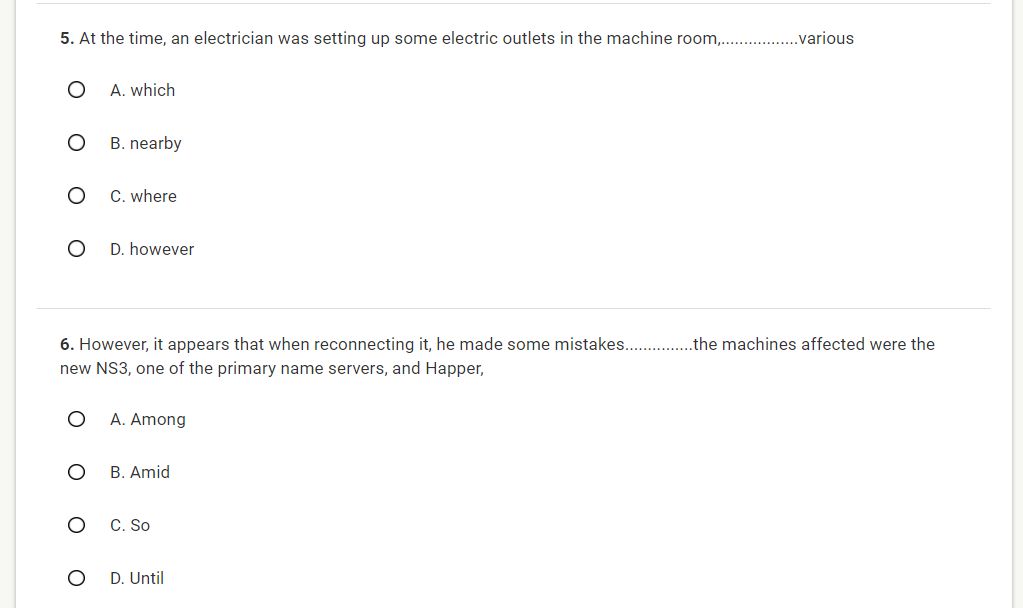 5. At the time, an electrician was setting up some electric outlets in the machine room,.................various
A. which
B. nearby
C. where
D. however
6. However, it appears that when reconnecting it, he made some mistakes...............the machines affected were the
new NS3, one of the primary name servers, and Happer,
A. Among
B. Amid
C. So
D. Until